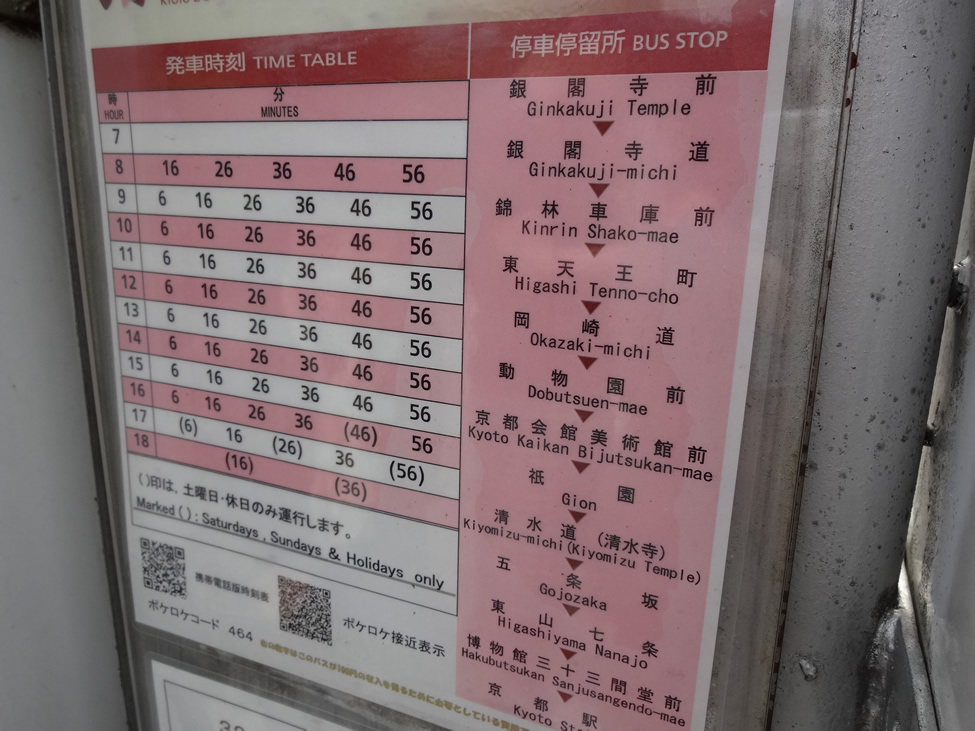 発車時刻 TIME TABLE
時 分
HOUR MINUTES
7
8 16 26 36 46 56
9 6 16 26 36 46 56
10 6 16 26 36 46 56
11 6 16 26 36 46 56
12 6 16 26 36 46 56
13 6 16 26 36 46 56
14 6 16 26 36 46 56
15 6 16 26 36 46 56
16 6 16 26 36 (46) 56
17 (6) 16 (26) 36 (56)
18 (16) (36)
( )印は、土曜日・休日のみ運行します。
Marked ( ) : Saturdays , Sundays & Holidays only
携帯電話版時刻表
ポケロケコード 464
ポケロケ接近表示
停車停留所 BUS STOP
銀閣寺前
Ginkakuji Temple
銀閣寺道
Ginkakuji-michi
錦林車庫前
Kinrin Shako-mae
東天王町
Higashi Tenno-cho
岡崎道
Okazaki-michi
動物園前
Dobutsuen-mae
京都会館美術館前
Kyoto Kaikan Bijutsukan-mae
祇園
Gion
清水道 (清水寺)
Kiyomizu-michi(Kiyomizu Temple)
五条坂
Gojozaka
東山七条
Higashiyama Nanajo
博物館三十三間堂前
Hakubutsukan Sanjusangendo-mae
京都駅
Kyoto